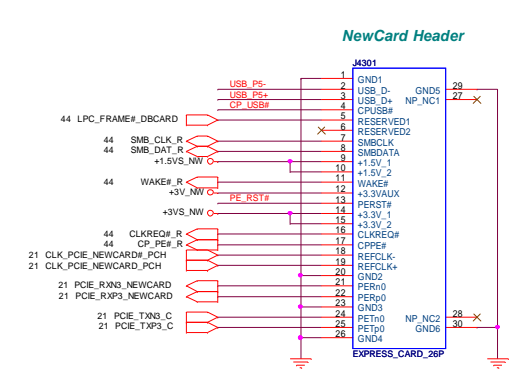 NewCard Header
J4301
1 GND1
USB_P5- 2 USB_D- GND5 29
USB_P5+ 3 USB_D+ NP_NC1 27
CP_USB# 4 CPUSB#
44 LPC_FRAME#_DBCARD 5 RESERVED1
6 RESERVED2
44 SMB_CLK_R 7 SMBCLK
44 SMB_DAT_R 8 SMBDATA
+1.5VS_NW 9 +1.5V_1
10 +1.5V_2
44 WAKE#_R 11 WAKE#
+3V_NW 12 +3.3VAUX
PE_RST# 13 PERST#
+3VS_NW 14 +3.3V_1
15 +3.3V_2
44 CLKREQ#_R 16 CLKREQ#
44 CP_PE#_R 17 CPPE#
21 CLK_PCIE_NEWCARD#_PCH 18 REFCLK-
21 CLK_PCIE_NEWCARD_PCH 19 REFCLK+
20 GND2
21 PCIE_RXN3_NEWCARD 21 PERn0
21 PCIE_RXP3_NEWCARD 22 PERp0
23 GND3
21 PCIE_TXN3_C 24 PETn0 NP_NC2 28
21 PCIE_TXP3_C 25 PETp0 GND6 30
26 GND4
EXPRESS_CARD_26P